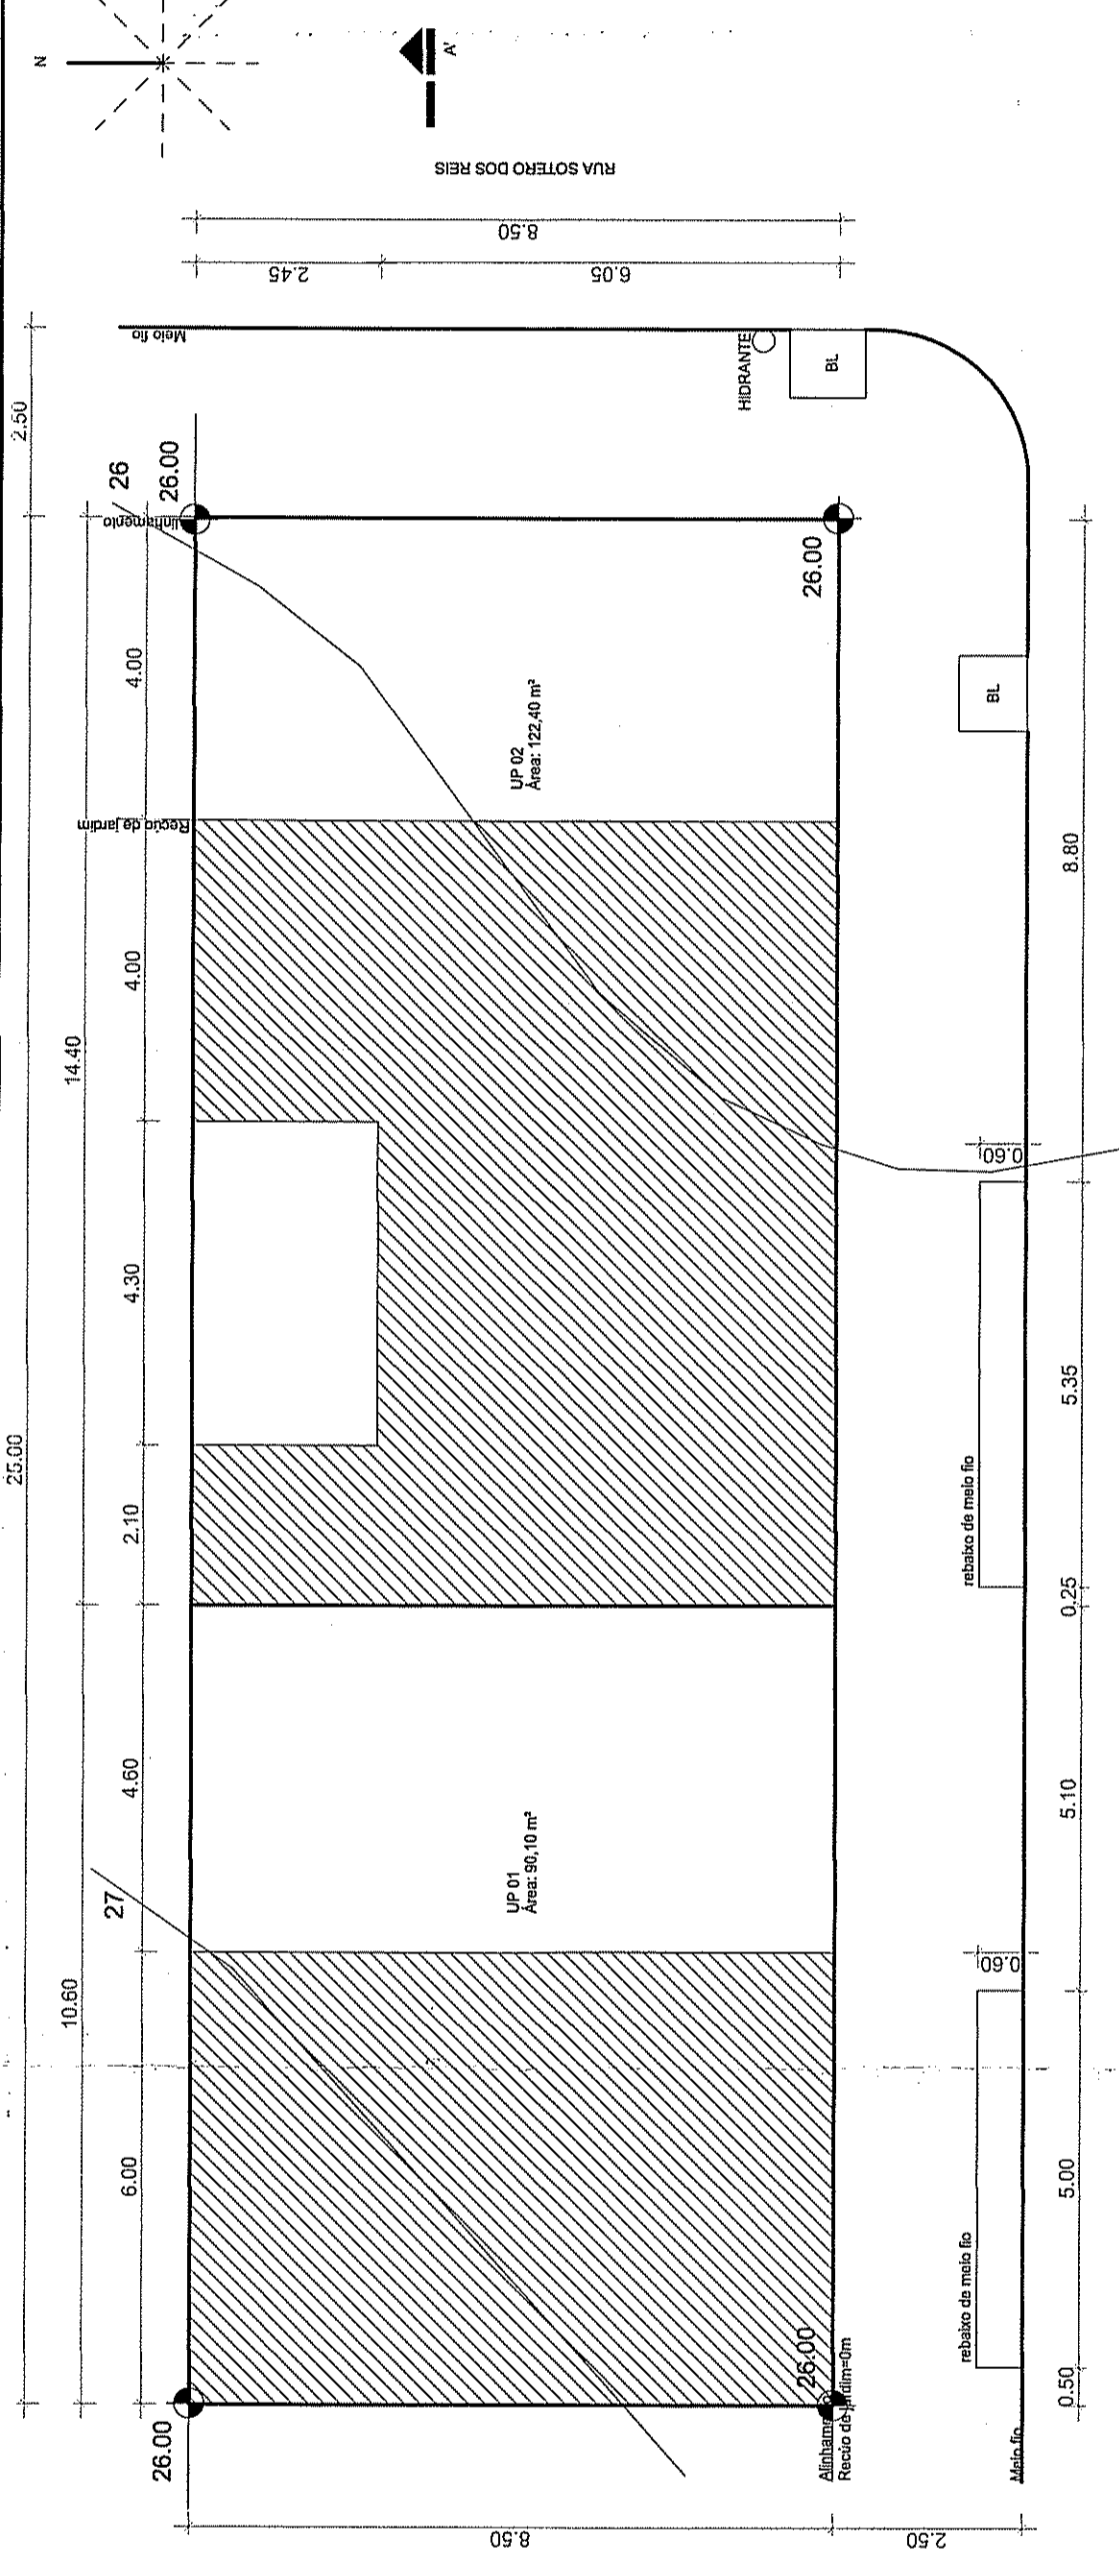 N
A'
RUA SOTERO DOS REIS
8.50
2.45
6.05
2.50
Meio fio
26
26.00
HIDRANTE
BL
4.00
26.00
UP 02
Área: 122,40 m²
BL
Recúo de jardim
14.40
4.00
8.80
0.60
4.30
25.00
5.35
rebaixo de meio fio
2.10
0.25
4.60
5.10
27
UP 01
Área: 90,10 m²
10.60
0.60
6.00
5.00
rebaixo de meio fio
26.00
26.00
Recúo de jardim=0m
0.50
Meio fio
8.50
2.50